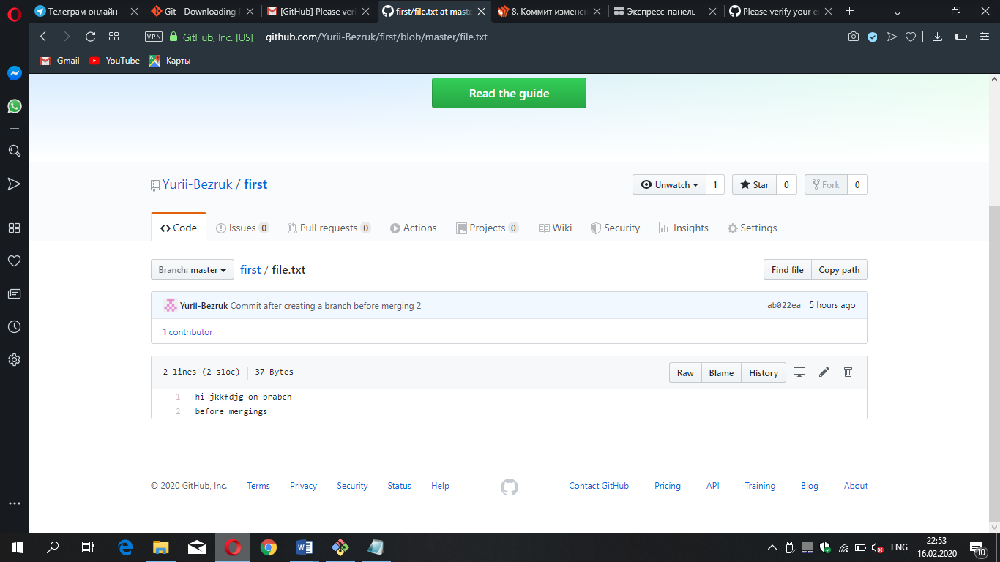 Телеграм онлайн
Git - Downloading
[GitHub] Please veri
first/file.txt at maste
8. Коммит изменен
Экспресс-панель
Please verify your e
VPN GitHub, Inc. [US] github.com/Yurii-Bezruk/first/blob/master/file.txt
Gmail YouTube Карты
Read the guide
Yurii-Bezruk / first
Unwatch 1 Star 0 Fork 0
Code Issues 0 Pull requests 0 Actions Projects 0 Wiki Security Insights Settings
Branch: master first / file.txt Find file Copy path
Yurii-Bezruk Commit after creating a branch before merging 2 ab022ea 5 hours ago
1 contributor
2 lines (2 sloc) 37 Bytes Raw Blame History
1 hi jkkfdjg on brabch
2 before mergings
© 2020 GitHub, Inc. Terms Privacy Security Status Help Contact GitHub Pricing API Training Blog About
ENG 22:53
16.02.2020
10